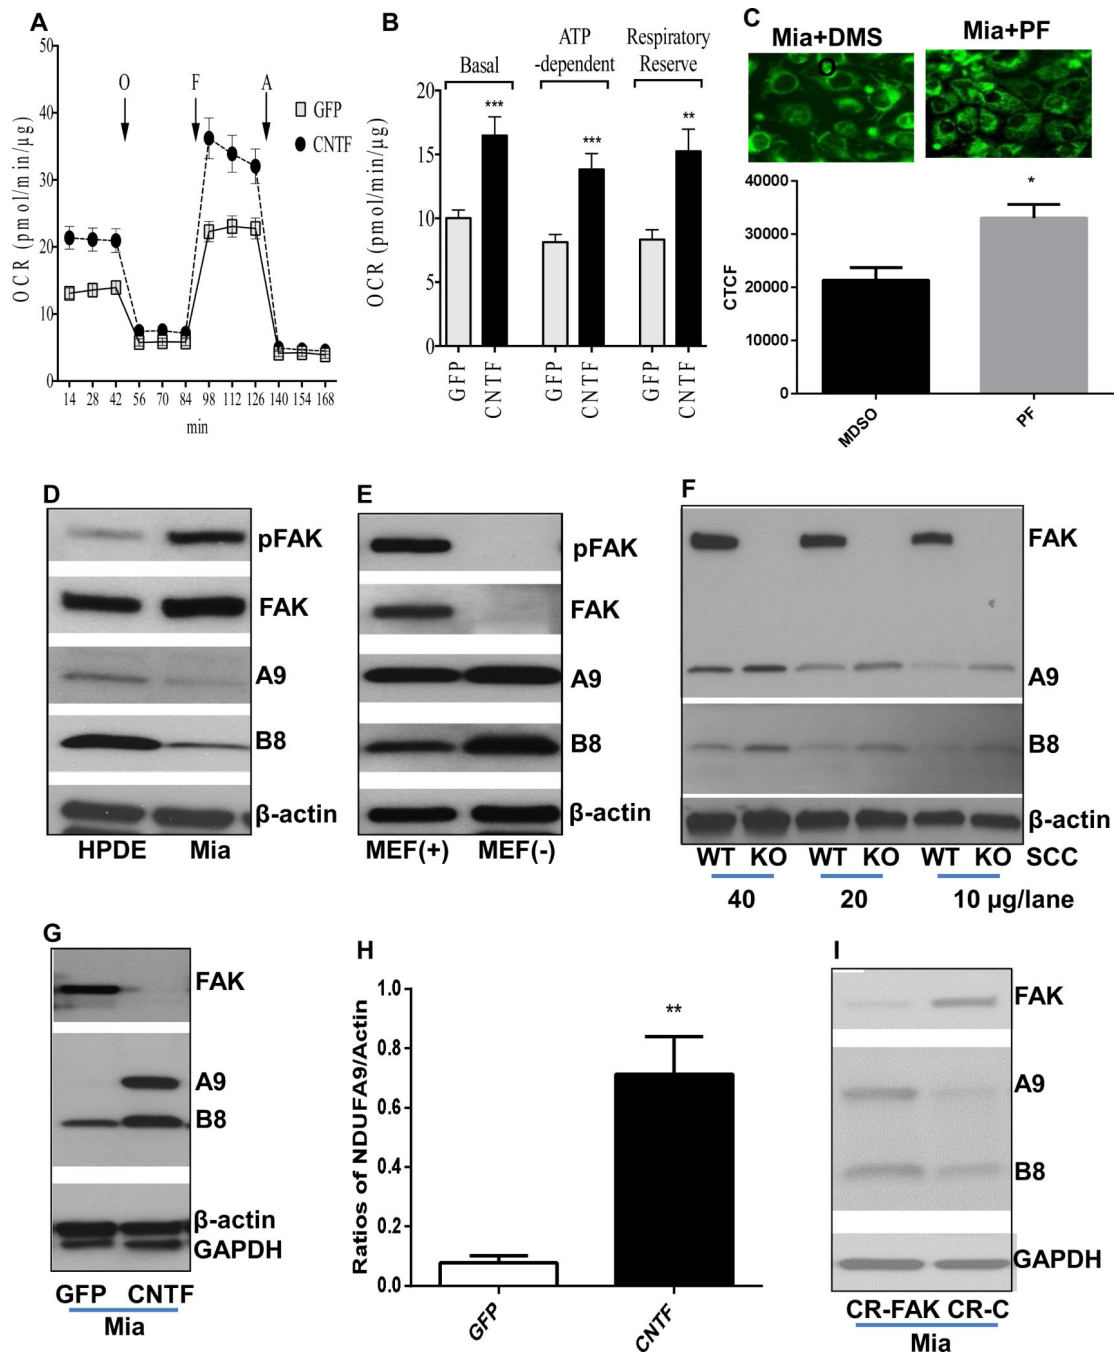 A
50
40
30
20
10
0
OCR (pmol/min/µg)
O
F
A
GFP
CNTF
14 28 42 56 70 84 98 112 126 140 154 168
min
B
Basal
ATP
-dependent
Respiratory
Reserve
20
15
10
5
0
OCR (pmol/min/µg)
***
***
**
GFP
CNTF
GFP
CNTF
GFP
CNTF
C
Mia+DMS
O
Mia+PF
40000
30000
20000
10000
0
CTCF
*
MDSO
PF
D
pFAK
FAK
A9
B8
β-actin
HPDE Mia
E
pFAK
FAK
A9
B8
β-actin
MEF(+) MEF(-)
F
FAK
A9
B8
β-actin
WT KO WT KO WT KO SCC
40 20 10 µg/lane
G
FAK
A9
B8
β-actin
GAPDH
GFP CNTF
Mia
H
1.0
0.8
0.6
0.4
0.2
0.0
Ratios of NDUFA9/Actin
**
GFP
CNTF
I
FAK
A9
B8
GAPDH
CR-FAK CR-C
Mia